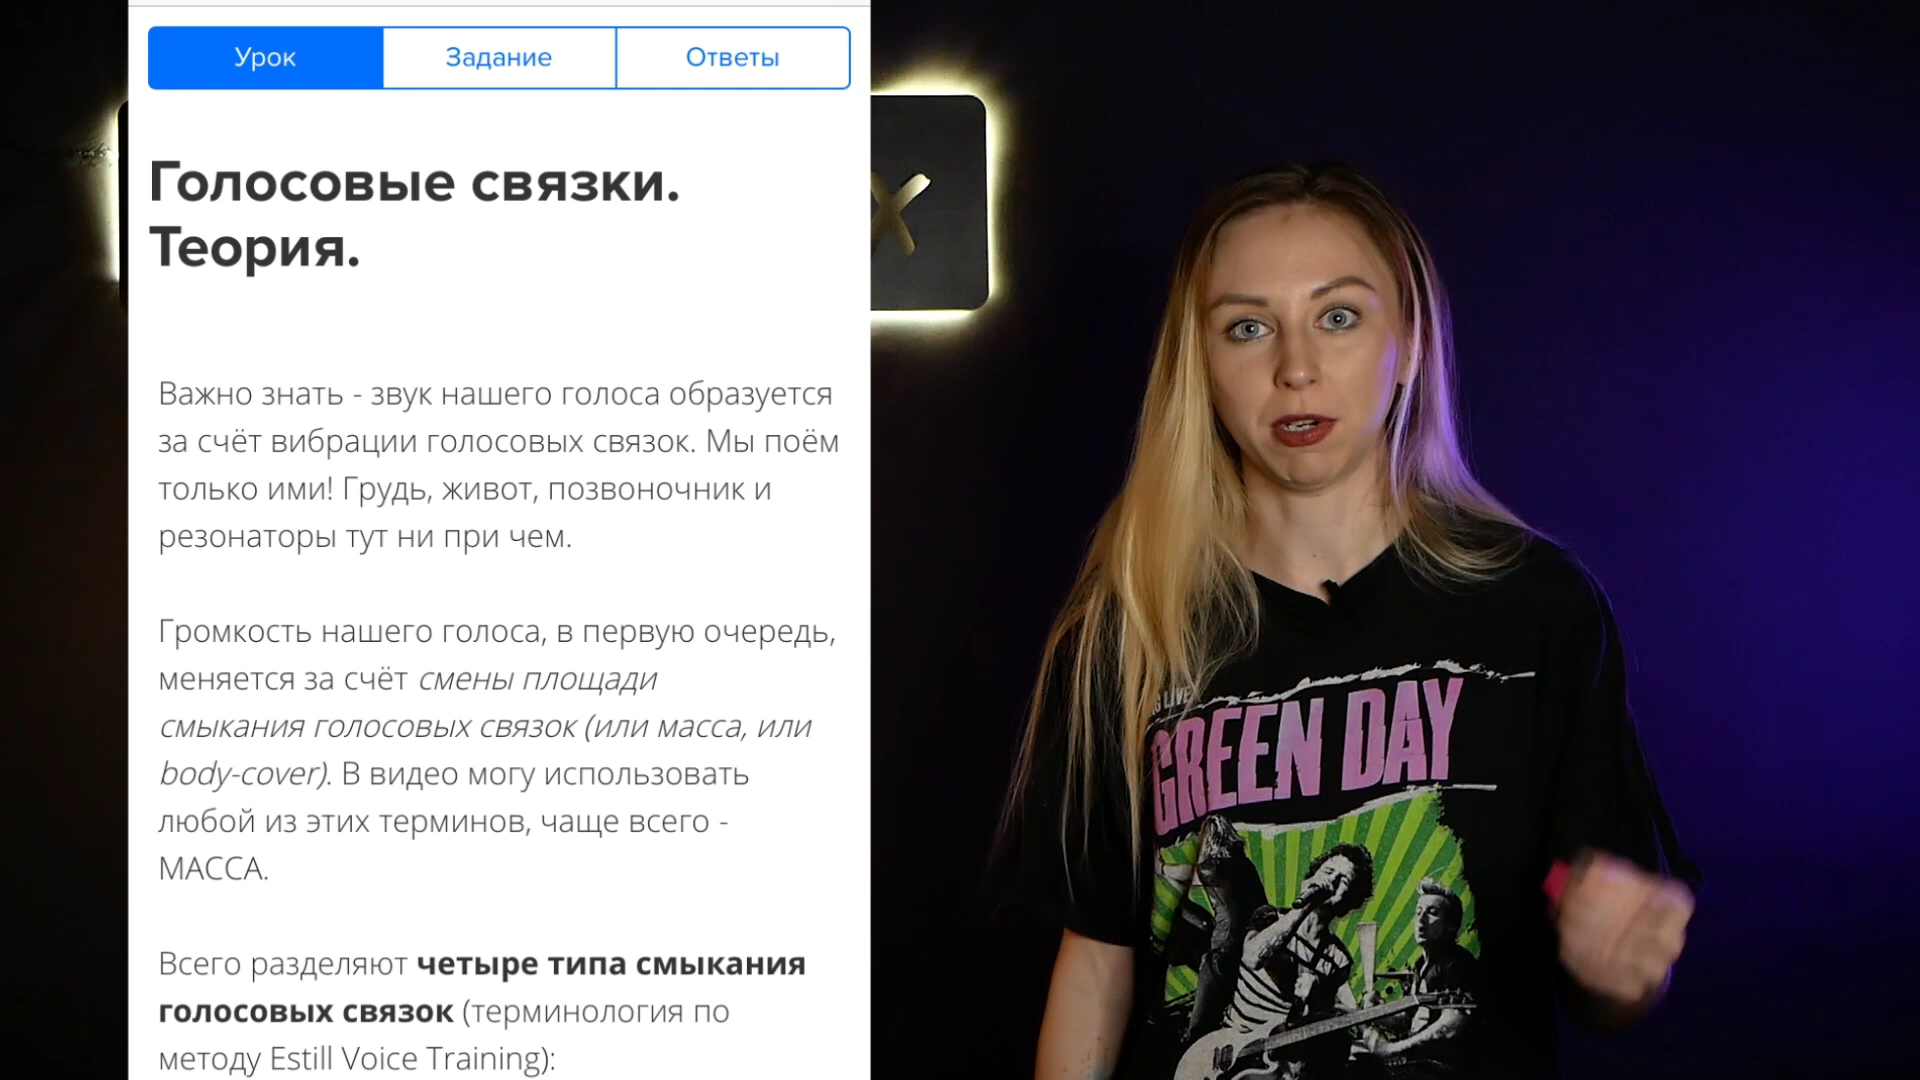 Урок
Задание
Ответы
Голосовые связки.
Теория.
Важно знать - звук нашего голоса образуется
за счёт вибрации голосовых связок. Мы поём
только ими! Грудь, живот, позвоночник и
резонаторы тут ни при чем.
Громкость нашего голоса, в первую очередь,
меняется за счёт смены площади
смыкания голосовых связок (или масса, или
body-cover). В видео могу использовать
любой из этих терминов, чаще всего -
МАССА.
Всего разделяют четыре типа смыкания
голосовых связок (терминология по
методу Estill Voice Training):
X
GREEN DAY